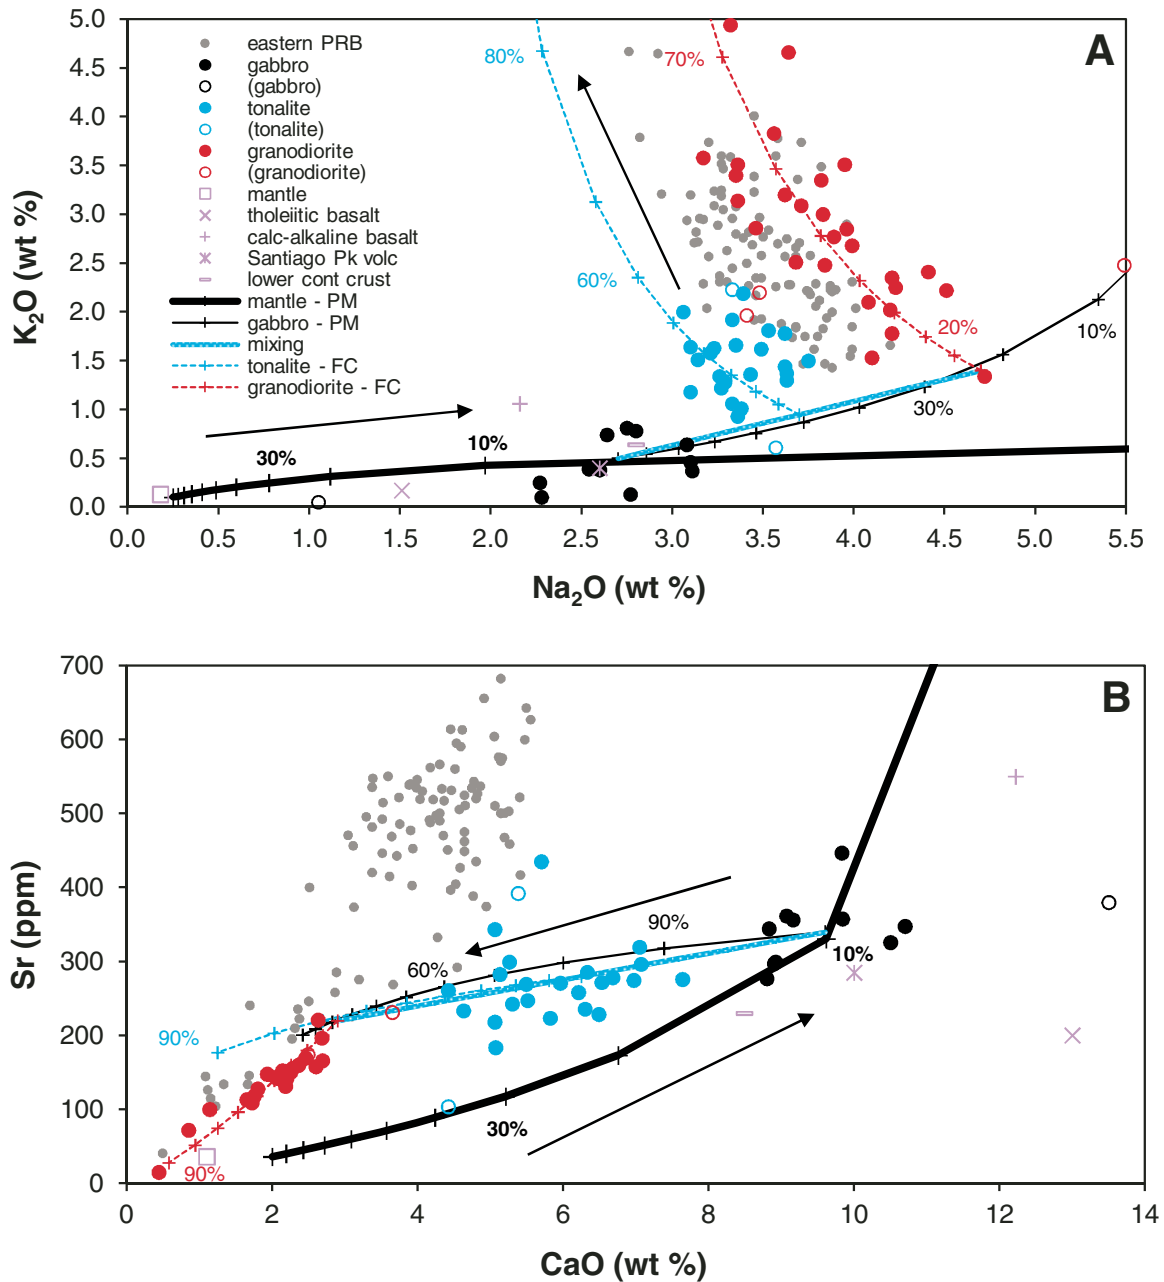 A
5.0
4.5
4.0
3.5
3.0
2.5
2.0
1.5
1.0
0.5
0.0
K2O (wt %)
eastern PRB
gabbro
(gabbro)
tonalite
(tonalite)
granodiorite
(granodiorite)
mantle
tholeiitic basalt
calc-alkaline basalt
Santiago Pk volc
lower cont crust
mantle - PM
gabbro - PM
mixing
tonalite - FC
granodiorite - FC
80%
70%
60%
20%
10%
30%
10%
30%
0.0 0.5 1.0 1.5 2.0 2.5 3.0 3.5 4.0 4.5 5.0 5.5
Na2O (wt %)
B
700
600
500
400
300
200
100
0
Sr (ppm)
90%
60%
10%
90%
30%
90%
0 2 4 6 8 10 12 14
CaO (wt %)